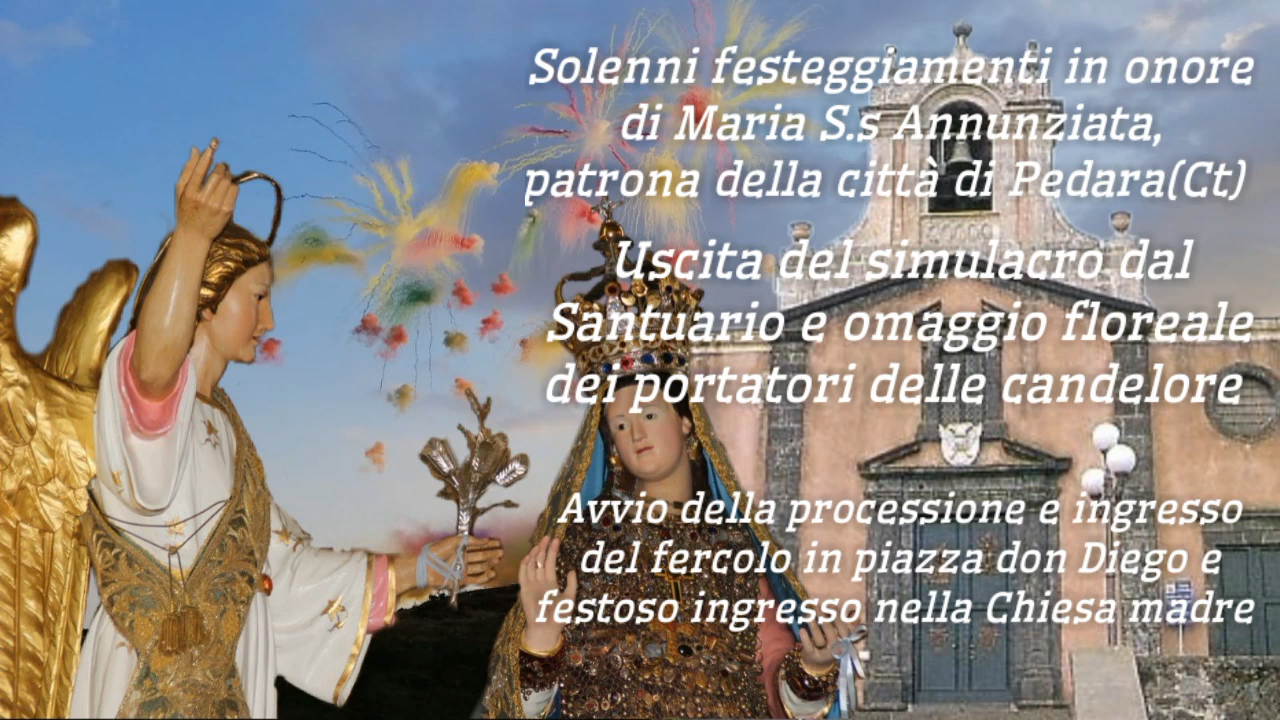 Solenni festeggiamenti in onore
di Maria S.s Annunziata,
patrona della città di Pedara(Ct)
Uscita del simulacro dal
Santuario e omaggio floreale
dei portatori delle candelore
Avvio della processione e ingresso
del fercolo in piazza don Diego e
festoso ingresso nella Chiesa madre